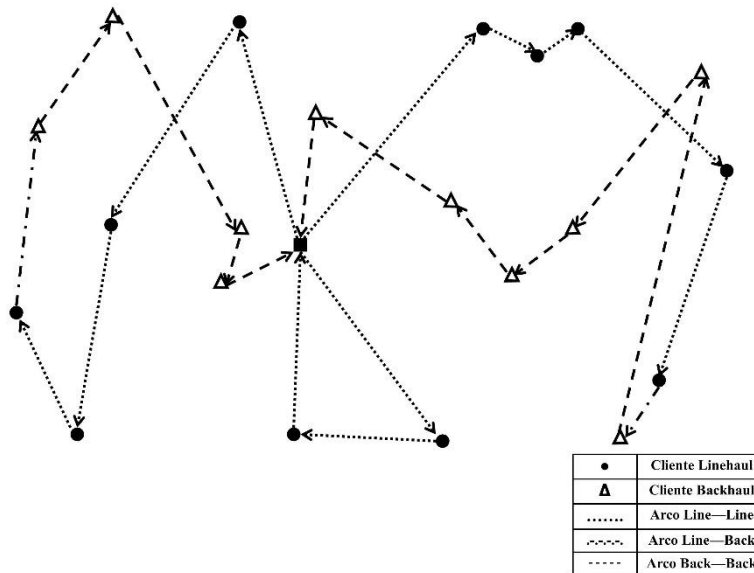 Cliente Linehaul
Cliente Backhaul
Arco Line—Line
Arco Line—Back
Arco Back—Back